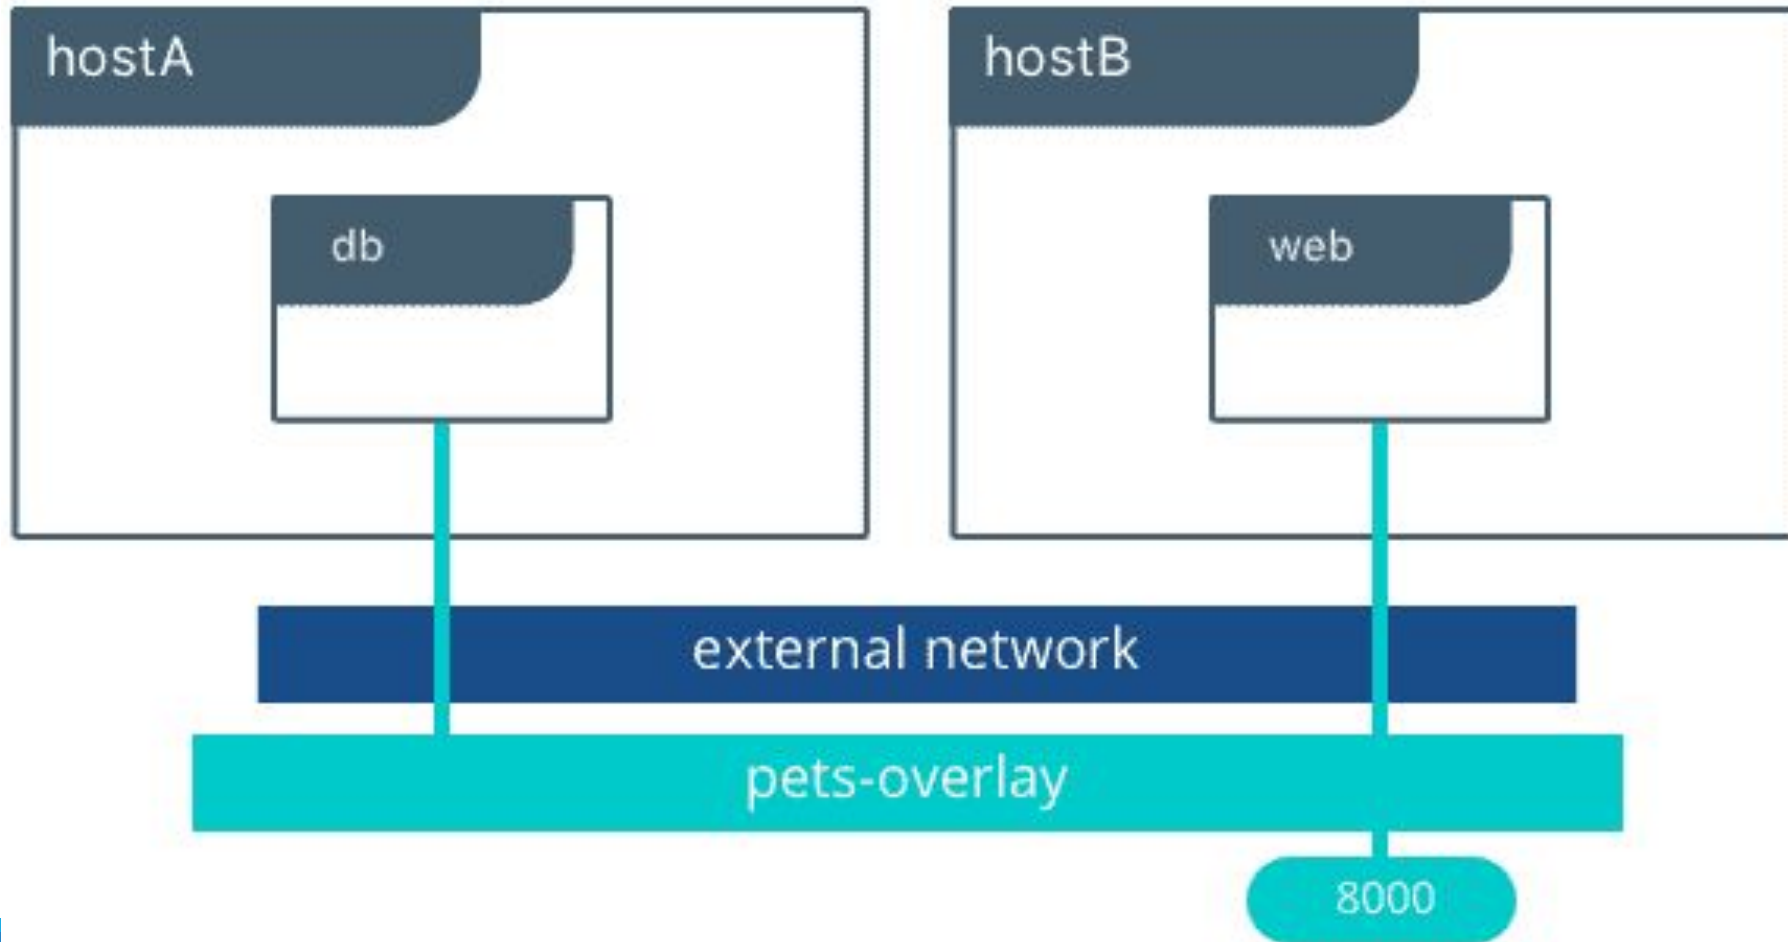 hostA
hostB
db
web
external network
pets-overlay
8000